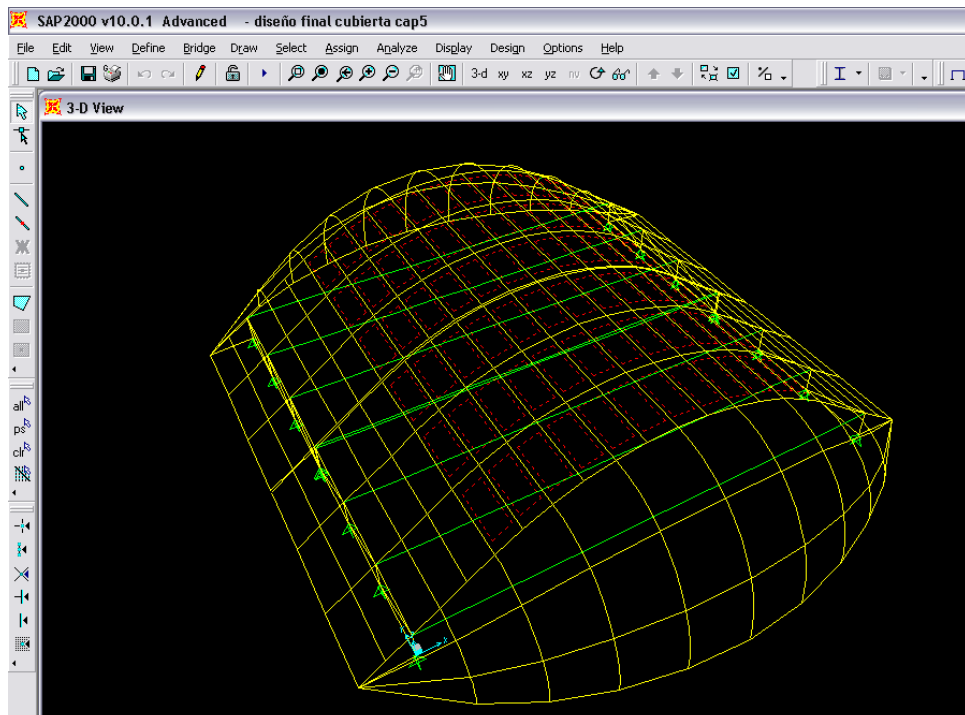 SAP2000 v10.0.1 Advanced - diseño final cubierta cap5
File Edit View Define Bridge Draw Select Assign Analyze Display Design Options Help
3-d xy xz yz nv
3-D View
all
ps
clr